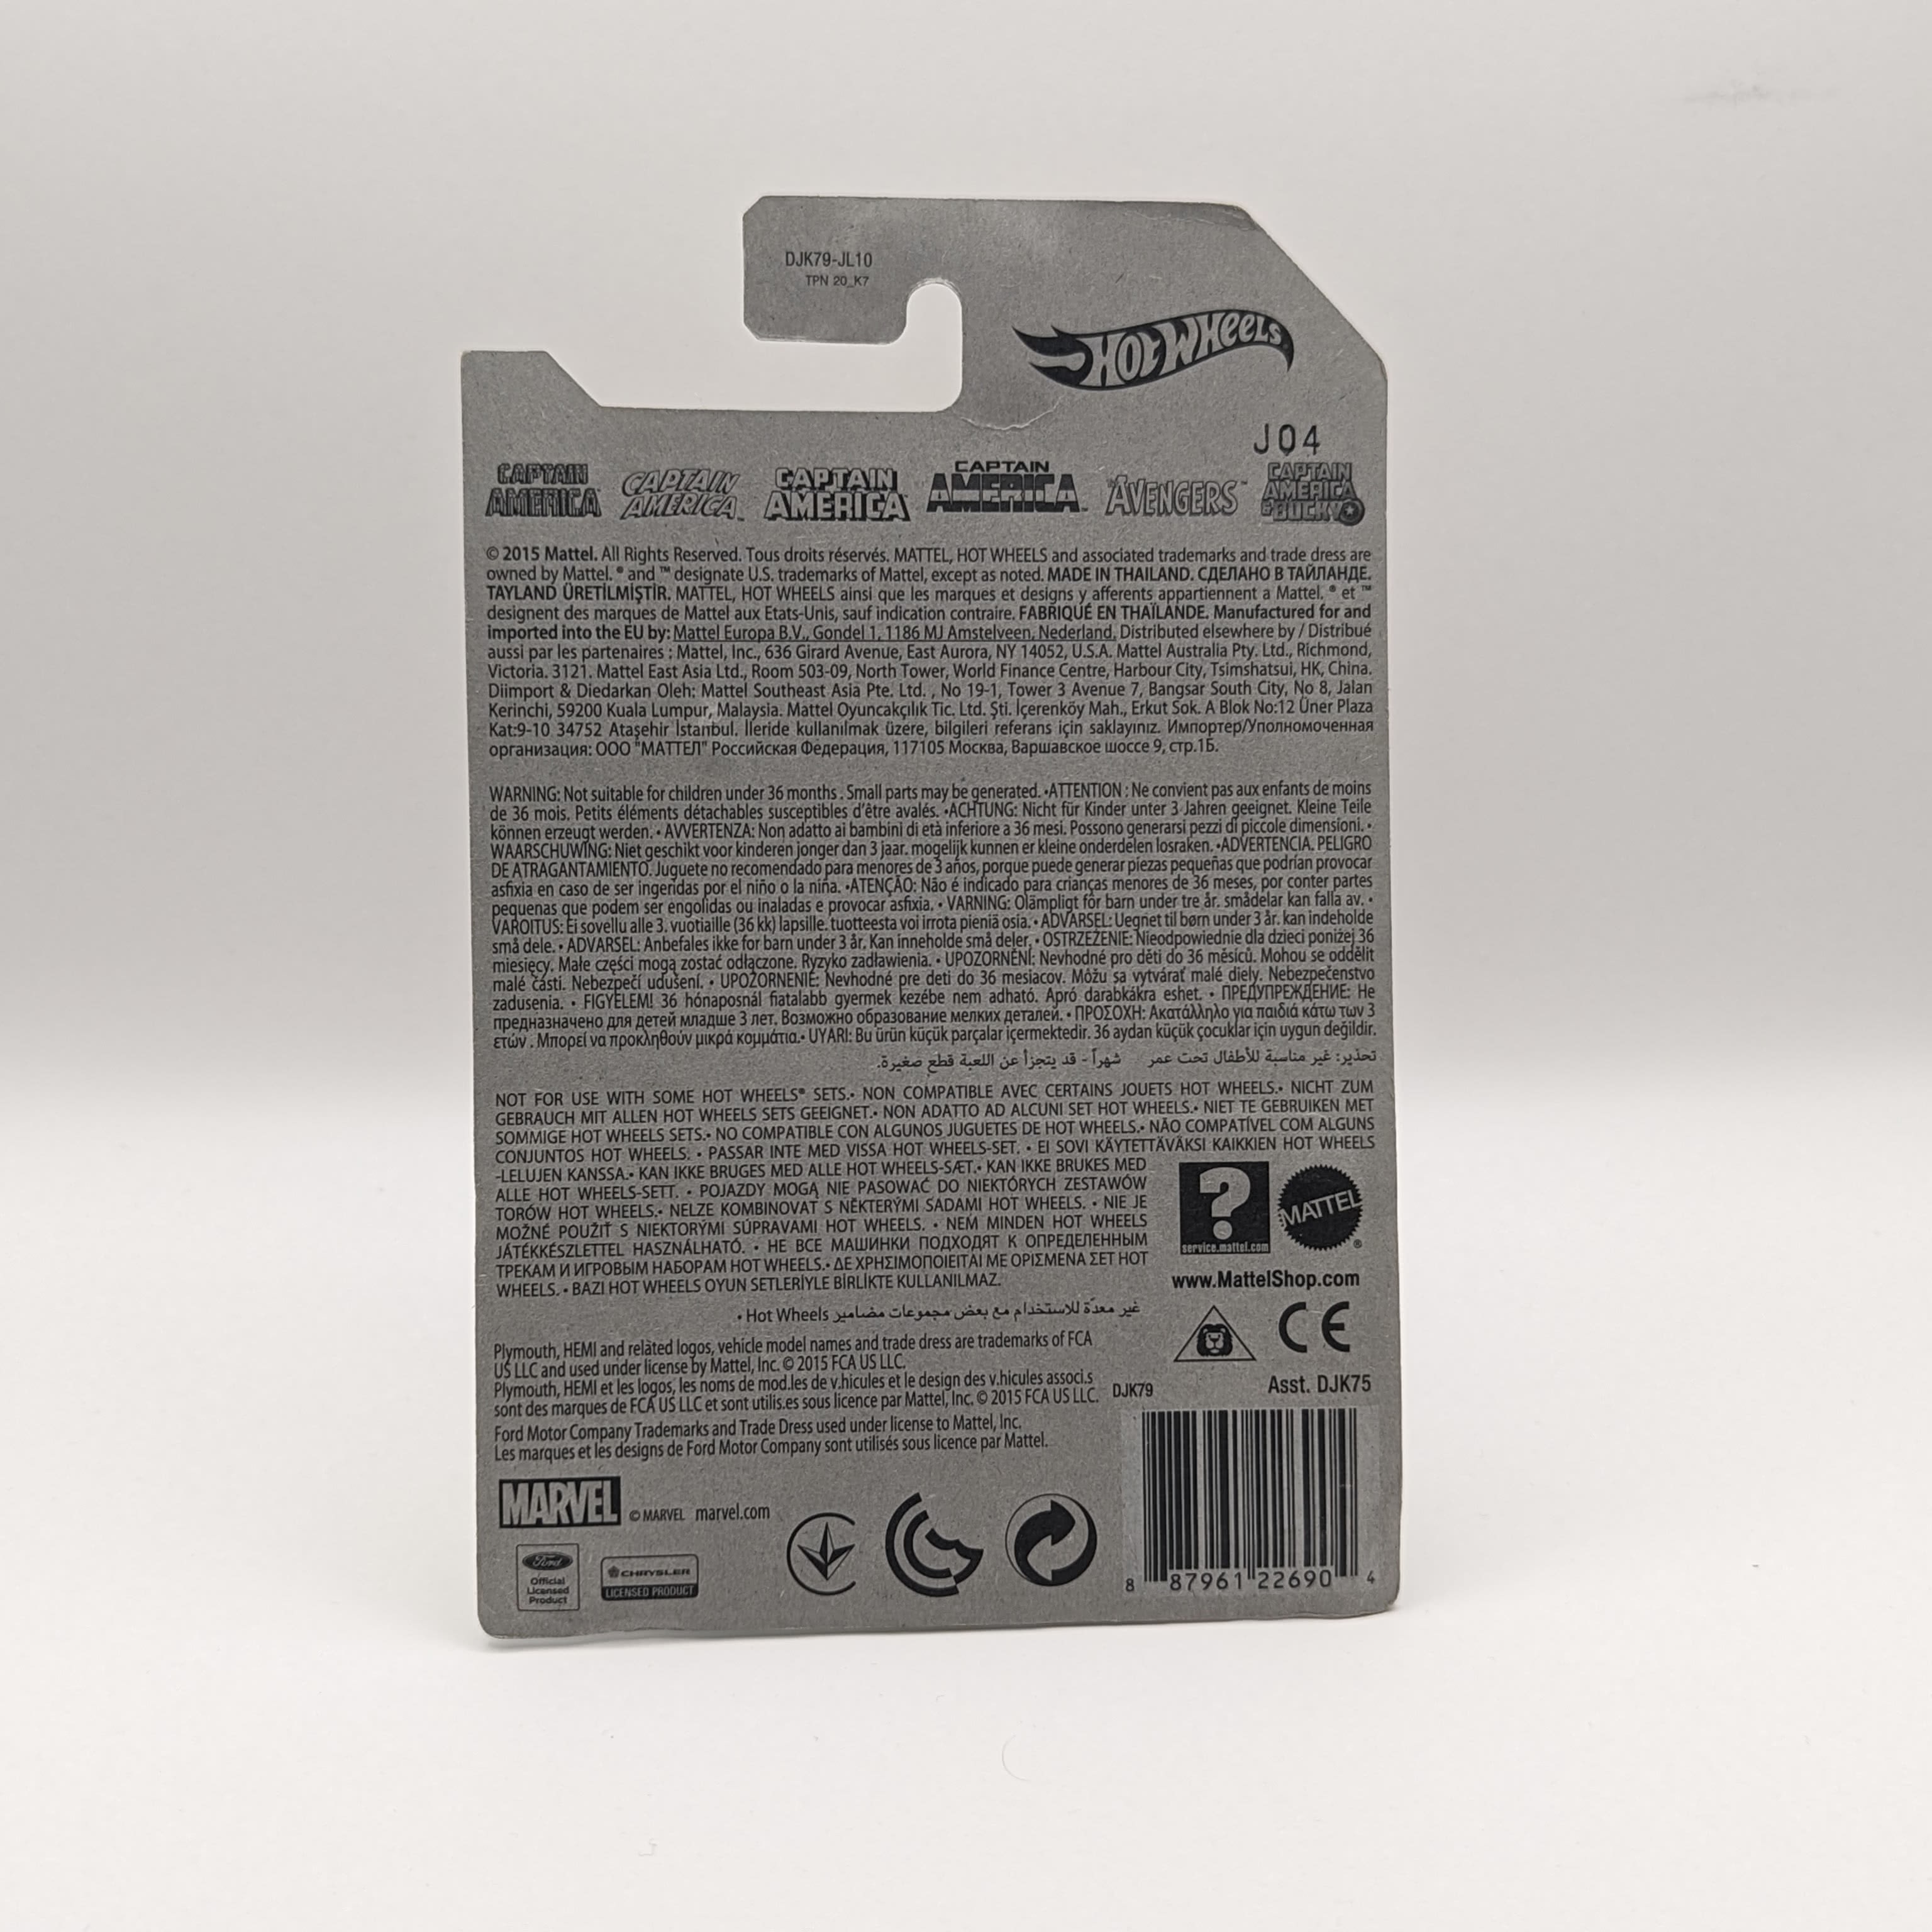 DJK79-JL10
TPN 20_K7
HOT WHEELS
J04
CAPTAIN AMERICA CAPTAIN AMERICA™ CAPTAIN AMERICA CAPTAIN AMERICA™ THE AVENGERS™ CAPTAIN AMERICA & BUCKY
© 2015 Mattel. All Rights Reserved. Tous droits réservés. MATTEL, HOT WHEELS and associated trademarks and trade dress are
owned by Mattel. ® and ™ designate U.S. trademarks of Mattel, except as noted. MADE IN THAILAND. СДЕЛАНО В ТАЙЛАНДЕ.
TAYLAND ÜRETİLMİŞTİR. MATTEL, HOT WHEELS ainsi que les marques et designs y afferents appartiennent a Mattel. ® et ™
designent des marques de Mattel aux Etats-Unis, sauf indication contraire. FABRIQUÉ EN THAÏLANDE. Manufactured for and
imported into the EU by: Mattel Europa B.V., Gondel 1, 1186 MJ Amstelveen, Nederland. Distributed elsewhere by / Distribué
aussi par les partenaires : Mattel, Inc., 636 Girard Avenue, East Aurora, NY 14052, U.S.A. Mattel Australia Pty. Ltd., Richmond,
Victoria. 3121. Mattel East Asia Ltd., Room 503-09, North Tower, World Finance Centre, Harbour City, Tsimshatsui, HK, China.
Diimport & Diedarkan Oleh: Mattel Southeast Asia Pte. Ltd. , No 19-1, Tower 3 Avenue 7, Bangsar South City, No 8, Jalan
Kerinchi, 59200 Kuala Lumpur, Malaysia. Mattel Oyuncakçılık Tic. Ltd. Şti. İçerenköy Mah., Erkut Sok. A Blok No:12 Üner Plaza
Kat:9-10 34752 Ataşehir İstanbul. İleride kullanılmak üzere, bilgileri referans için saklayınız. Импортер/Уполномоченная
организация: ООО "МАТТЕЛ" Российская Федерация, 117105 Москва, Варшавское шоссе 9, стр.1Б.
WARNING: Not suitable for children under 36 months . Small parts may be generated. •ATTENTION : Ne convient pas aux enfants de moins
de 36 mois. Petits éléments détachables susceptibles d'être avalés. •ACHTUNG: Nicht für Kinder unter 3 Jahren geeignet. Kleine Teile
können erzeugt werden. • AVVERTENZA: Non adatto ai bambini di età inferiore a 36 mesi. Possono generarsi pezzi di piccole dimensioni. •
WAARSCHUWING: Niet geschikt voor kinderen jonger dan 3 jaar. mogelijk kunnen er kleine onderdelen losraken. •ADVERTENCIA. PELIGRO
DE ATRAGANTAMIENTO. Juguete no recomendado para menores de 3 años, porque puede generar piezas pequeñas que podrían provocar
asfixia en caso de ser ingeridas por el niño o la niña. •ATENÇÃO: Não é indicado para crianças menores de 36 meses, por conter partes
pequenas que podem ser engolidas ou inaladas e provocar asfixia. • VARNING: Olämpligt för barn under tre år. smådelar kan falla av. •
VAROITUS: Ei sovellu alle 3. vuotiaille (36 kk) lapsille. tuotteesta voi irrota pieniä osia. • ADVARSEL: Uegnet til børn under 3 år. kan indeholde
små dele. • ADVARSEL: Anbefales ikke for barn under 3 år. Kan inneholde små deler. • OSTRZEŻENIE: Nieodpowiednie dla dzieci poniżej 36
miesięcy. Małe części mogą zostać odłączone. Ryzyko zadławienia. • UPOZORNĚNÍ: Nevhodné pro děti do 36 měsíců. Mohou se oddělit
malé části. Nebezpečí udušení. • UPOZORNENIE: Nevhodné pre deti do 36 mesiacov. Môžu sa vytvárať malé diely. Nebezpečenstvo
zadusenia. • FIGYELEM! 36 hónaposnál fiatalabb gyermek kezébe nem adható. Apró darabkákra eshet. • ПРЕДУПРЕЖДЕНИЕ: Не
предназначено для детей младше 3 лет. Возможно образование мелких деталей. • ΠΡΟΣΟΧΗ: Ακατάλληλο για παιδιά κάτω των 3
ετών . Μπορεί να προκληθούν μικρά κομμάτια.• UYARI: Bu ürün küçük parçalar içermektedir. 36 aydan küçük çocuklar için uygun değildir.
تحذير: غير مناسبة للأطفال تحت عمر شهراً - قد يتجزأ عن اللعبة قطع صغيرة.
NOT FOR USE WITH SOME HOT WHEELS® SETS.• NON COMPATIBLE AVEC CERTAINS JOUETS HOT WHEELS.• NICHT ZUM
GEBRAUCH MIT ALLEN HOT WHEELS SETS GEEIGNET.• NON ADATTO AD ALCUNI SET HOT WHEELS.• NIET TE GEBRUIKEN MET
SOMMIGE HOT WHEELS SETS.• NO COMPATIBLE CON ALGUNOS JUGUETES DE HOT WHEELS.• NÃO COMPATÍVEL COM ALGUNS
CONJUNTOS HOT WHEELS. • PASSAR INTE MED VISSA HOT WHEELS-SET. • EI SOVI KÄYTETTÄVÄKSI KAIKKIEN HOT WHEELS
-LELUJEN KANSSA.• KAN IKKE BRUGES MED ALLE HOT WHEELS-SÆT.• KAN IKKE BRUKES MED
ALLE HOT WHEELS-SETT. • POJAZDY MOGĄ NIE PASOWAĆ DO NIEKTÓRYCH ZESTAWÓW
TORÓW HOT WHEELS.• NELZE KOMBINOVAT S NĚKTERÝMI SADAMI HOT WHEELS. • NIE JE
MOŽNÉ POUŽIŤ S NIEKTORÝMI SÚPRAVAMI HOT WHEELS. • NEM MINDEN HOT WHEELS
JÁTÉKKÉSZLETTEL HASZNÁLHATÓ. • НЕ ВСЕ МАШИНКИ ПОДХОДЯТ К ОПРЕДЕЛЕННЫМ
ТРЕКАМ И ИГРОВЫМ НАБОРАМ HOT WHEELS.• ΔΕ ΧΡΗΣΙΜΟΠΟΙΕΙΤΑΙ ΜΕ ΟΡΙΣΜΕΝΑ ΣΕΤ HOT
WHEELS. • BAZI HOT WHEELS OYUN SETLERİYLE BİRLİKTE KULLANILMAZ.
غير معدّة للاستخدام مع بعض مجموعات مضامير Hot Wheels •
service.mattel.com
MATTEL®
www.MattelShop.com
CE
Plymouth, HEMI and related logos, vehicle model names and trade dress are trademarks of FCA
US LLC and used under license by Mattel, Inc. © 2015 FCA US LLC.
Plymouth, HEMI et les logos, les noms de mod.les de v.hicules et le design des v.hicules associ.s
sont des marques de FCA US LLC et sont utilis.es sous licence par Mattel, Inc. © 2015 FCA US LLC.
DJK79
Asst. DJK75
Ford Motor Company Trademarks and Trade Dress used under license to Mattel, Inc.
Les marques et les designs de Ford Motor Company sont utilisés sous licence par Mattel.
MARVEL © MARVEL marvel.com
Ford
Official
Licensed
Product
CHRYSLER
LICENSED PRODUCT
8 87961 22690 4